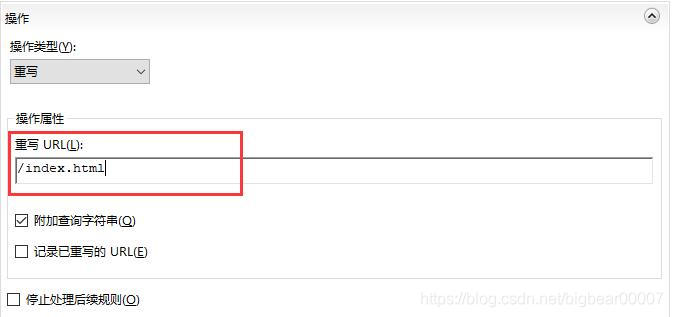 操作
操作类型(Y):
重写
操作属性
重写 URL(L):
/index.html
附加查询字符串(Q)
记录已重写的 URL(E)
停止处理后续规则(O)
https://blog.csdn.net/bigbear00007